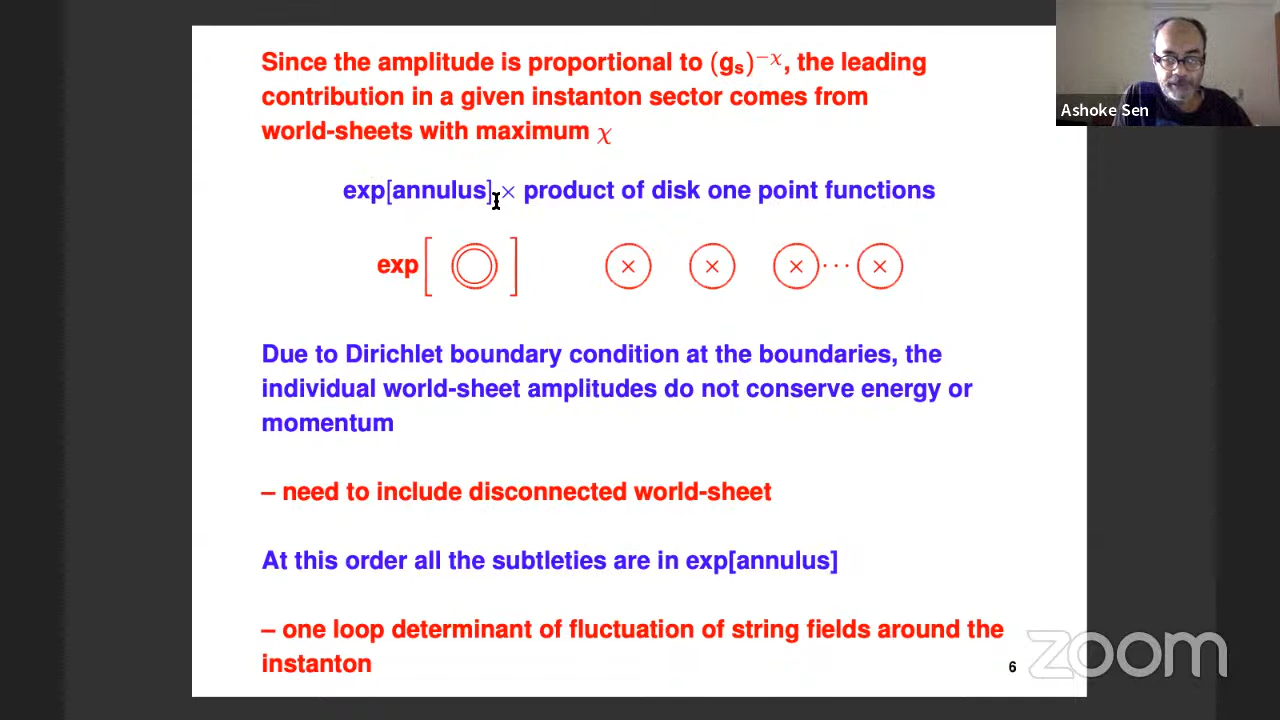 Since the amplitude is proportional to (gₛ)^−χ, the leading
contribution in a given instanton sector comes from
world-sheets with maximum χ
exp[annulus] × product of disk one point functions
exp[ ] × × × ··· ×
Due to Dirichlet boundary condition at the boundaries, the
individual world-sheet amplitudes do not conserve energy or
momentum
– need to include disconnected world-sheet
At this order all the subtleties are in exp[annulus]
– one loop determinant of fluctuation of string fields around the
instanton
6
Ashoke Sen
zoom